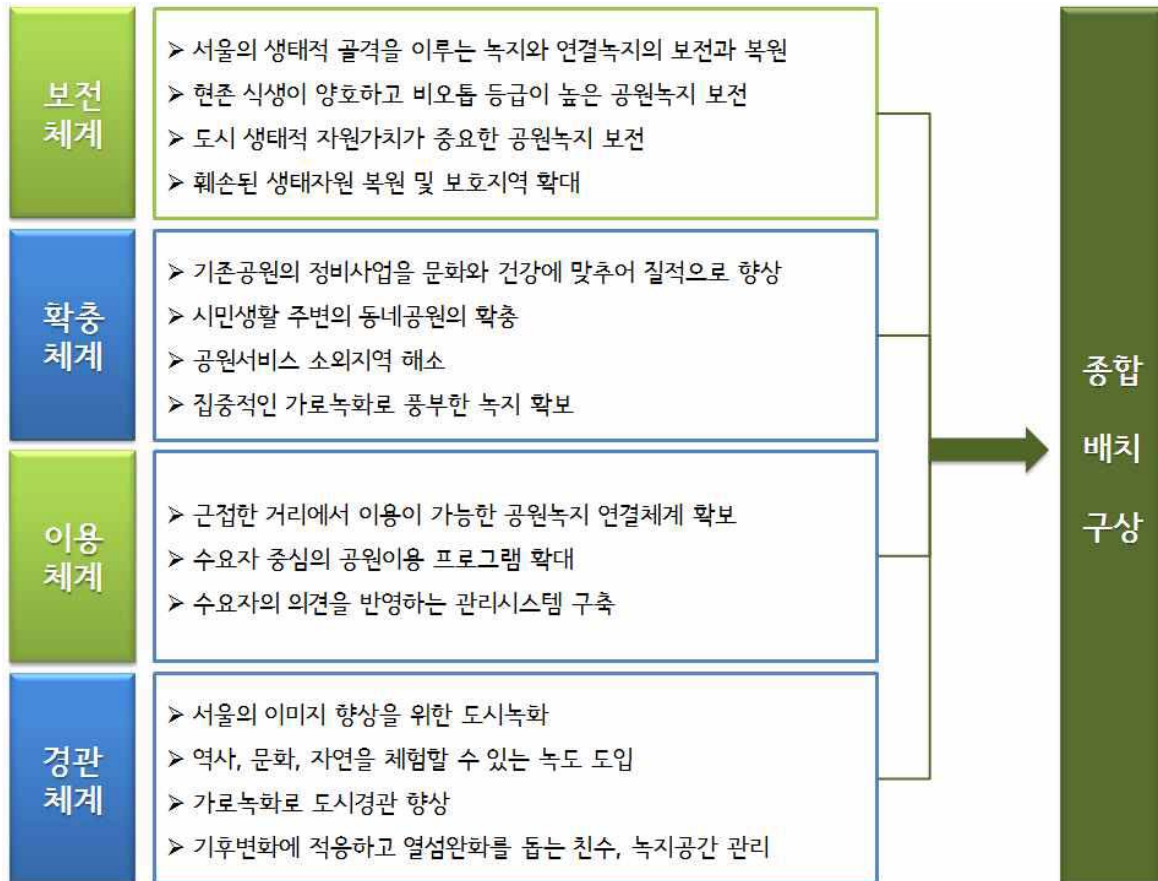 보전
체계
➢ 서울의 생태적 골격을 이루는 녹지와 연결녹지의 보전과 복원
➢ 현존 식생이 양호하고 비오톱 등급이 높은 공원녹지 보전
➢ 도시 생태적 자원가치가 중요한 공원녹지 보전
➢ 훼손된 생태자원 복원 및 보호지역 확대
확충
체계
➢ 기존공원의 정비사업을 문화와 건강에 맞추어 질적으로 향상
➢ 시민생활 주변의 동네공원의 확충
➢ 공원서비스 소외지역 해소
➢ 집중적인 가로녹화로 풍부한 녹지 확보
이용
체계
➢ 근접한 거리에서 이용이 가능한 공원녹지 연결체계 확보
➢ 수요자 중심의 공원이용 프로그램 확대
➢ 수요자의 의견을 반영하는 관리시스템 구축
경관
체계
➢ 서울의 이미지 향상을 위한 도시녹화
➢ 역사, 문화, 자연을 체험할 수 있는 녹도 도입
➢ 가로녹화로 도시경관 향상
➢ 기후변화에 적응하고 열섬완화를 돕는 친수, 녹지공간 관리
종합
배치
구상